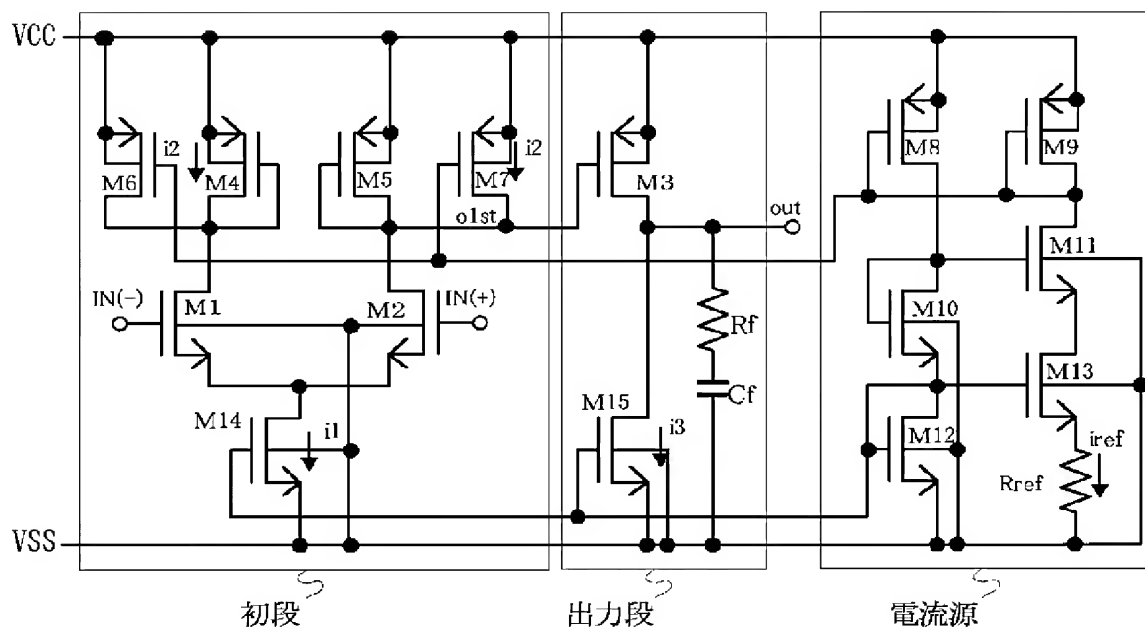 VCC
M6
i2
M4
M5
M7
i2
M3
M8
M9
o1st
out
IN(-)
M1
M2
IN(+)
M11
M10
Rf
Cf
M13
M14
i1
M15
i3
M12
iref
Rref
VSS
初段
出力段
電流源